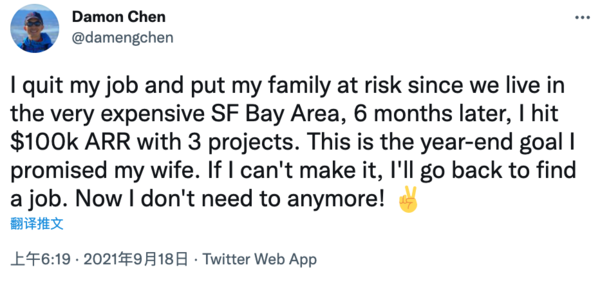 Damon Chen
@damengchen
I quit my job and put my family at risk since we live in
the very expensive SF Bay Area, 6 months later, I hit
$100k ARR with 3 projects. This is the year-end goal I
promised my wife. If I can't make it, I'll go back to find
a job. Now I don't need to anymore! ✌️
翻译推文
上午6:19 · 2021年9月18日 · Twitter Web App